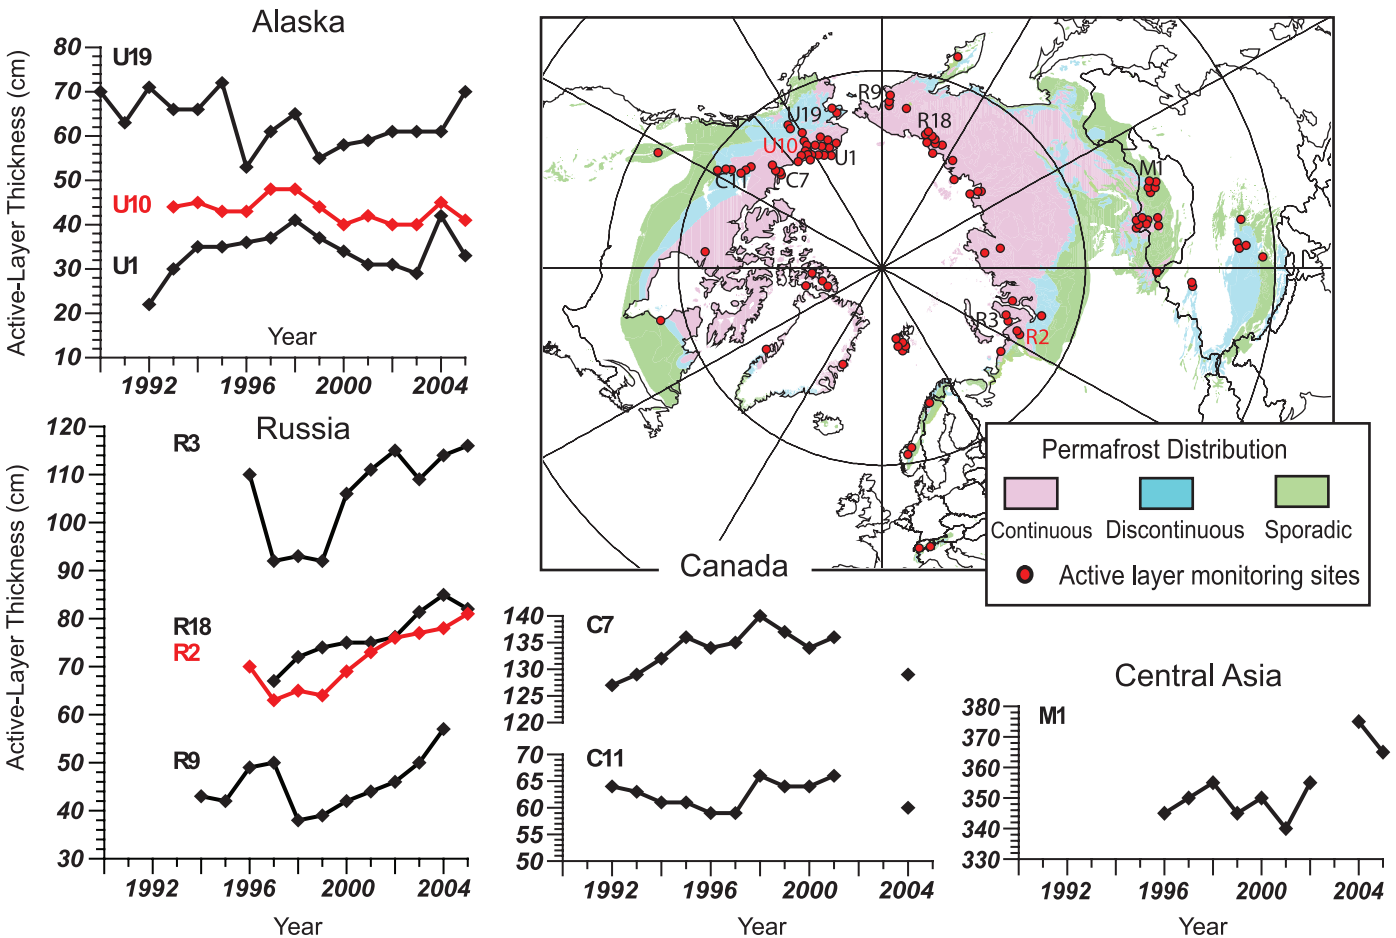 Alaska
Active-Layer Thickness (cm)
80
70
60
50
40
30
20
10
U19
U10
U1
Year
1992
1996
2000
2004
Russia
Active-Layer Thickness (cm)
120
110
100
90
80
70
60
50
40
30
R3
R18
R2
R9
1992
1996
2000
2004
Year
R9
U19
R18
U10
U1
C11
C7
M1
R3
R2
Permafrost Distribution
Continuous Discontinuous Sporadic
Active layer monitoring sites
Canada
140
135
130
125
120
C7
70
65
60
55
50
C11
1992
1996
2000
2004
Year
Central Asia
380
370
360
350
340
330
M1
1992
1996
2000
2004
Year